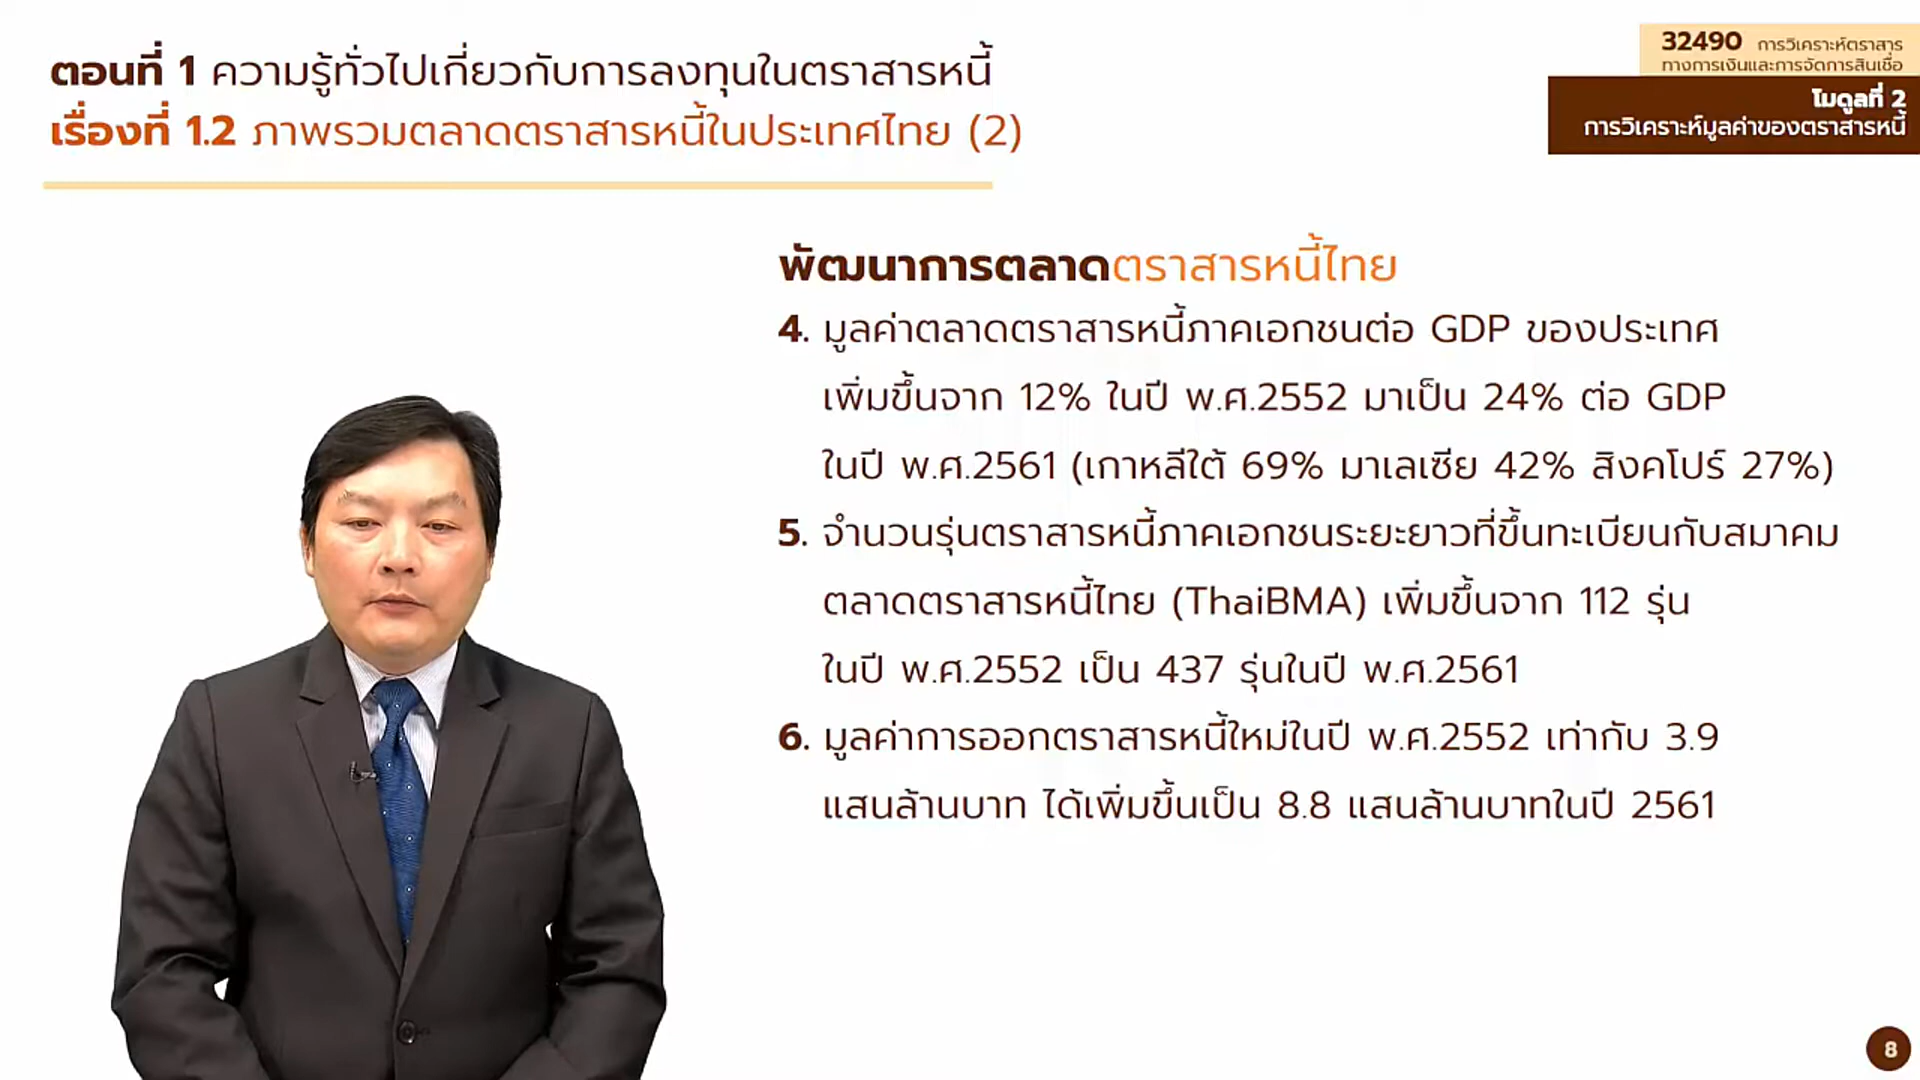 ตอนที่ 1 ความรู้ทั่วไปเกี่ยวกับการลงทุนในตราสารหนี้
เรื่องที่ 1.2 ภาพรวมตลาดตราสารหนี้ในประเทศไทย (2)
32490 การวิเคราะห์ตราสาร
ทางการเงินและการจัดการสินเชื่อ
โมดูลที่ 2
การวิเคราะห์มูลค่าของตราสารหนี้
พัฒนาการตลาดตราสารหนี้ไทย
4. มูลค่าตลาดตราสารหนี้ภาคเอกชนต่อ GDP ของประเทศ
เพิ่มขึ้นจาก 12% ในปี พ.ศ.2552 มาเป็น 24% ต่อ GDP
ในปี พ.ศ.2561 (เกาหลีใต้ 69% มาเลเซีย 42% สิงคโปร์ 27%)
5. จำนวนรุ่นตราสารหนี้ภาคเอกชนระยะยาวที่ขึ้นทะเบียนกับสมาคม
ตลาดตราสารหนี้ไทย (ThaiBMA) เพิ่มขึ้นจาก 112 รุ่น
ในปี พ.ศ.2552 เป็น 437 รุ่นในปี พ.ศ.2561
6. มูลค่าการออกตราสารหนี้ใหม่ในปี พ.ศ.2552 เท่ากับ 3.9
แสนล้านบาท ได้เพิ่มขึ้นเป็น 8.8 แสนล้านบาทในปี 2561
8